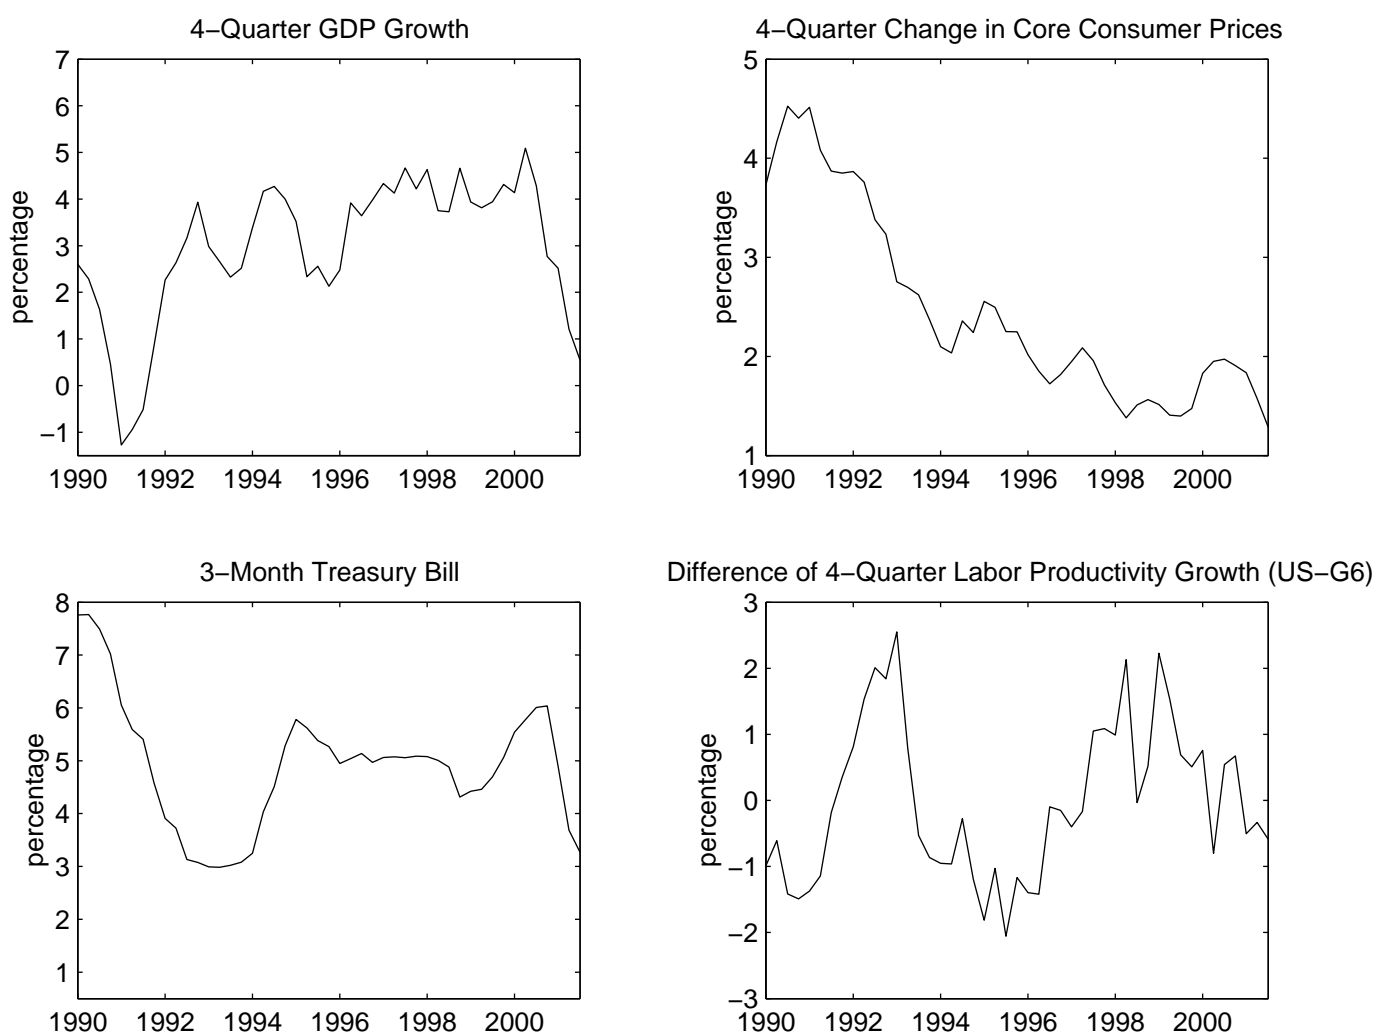 4−Quarter GDP Growth
percentage
7
6
5
4
3
2
1
0
−1
1990 1992 1994 1996 1998 2000
4−Quarter Change in Core Consumer Prices
percentage
5
4
3
2
1
1990 1992 1994 1996 1998 2000
3−Month Treasury Bill
percentage
8
7
6
5
4
3
2
1
1990 1992 1994 1996 1998 2000
Difference of 4−Quarter Labor Productivity Growth (US−G6)
percentage
3
2
1
0
−1
−2
−3
1990 1992 1994 1996 1998 2000